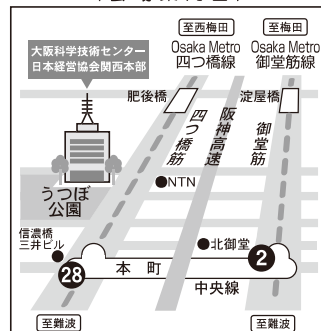 至西梅田
Osaka Metro
四つ橋線
至梅田
Osaka Metro
御堂筋線
大阪科学技術センター
日本経営協会関西本部
肥後橋
淀屋橋
四つ橋筋
阪神高速
御堂筋
うつぼ
公園
●NTN
信濃橋
三井ビル
●北御堂
28
本町
2
中央線
至難波
至難波